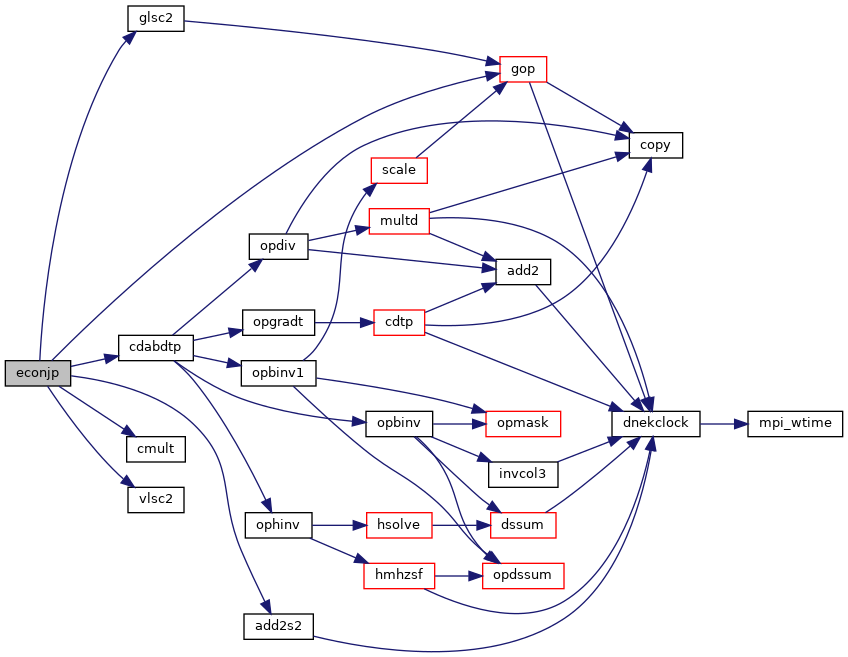 glsc2
gop
copy
scale
multd
opdiv
add2
opgradt
cdtp
cdabdtp
econjp
opbinv1
opbinv
opmask
dnekclock
mpi_wtime
cmult
invcol3
vlsc2
ophinv
hsolve
dssum
hmhzsf
opdssum
add2s2